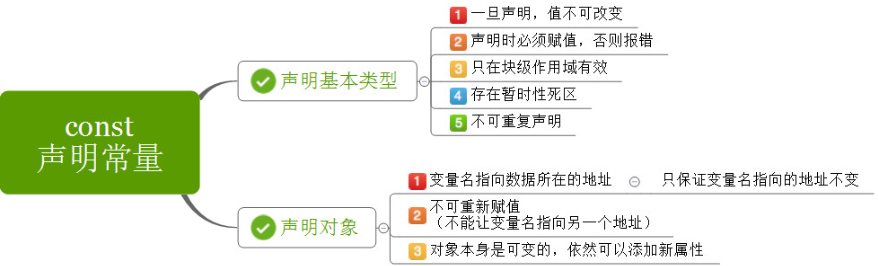 const
声明常量
声明基本类型
1 一旦声明，值不可改变
2 声明时必须赋值，否则报错
3 只在块级作用域有效
4 存在暂时性死区
5 不可重复声明
声明对象
1 变量名指向数据所在的地址 只保证变量名指向的地址不变
2 不可重新赋值
（不能让变量名指向另一个地址）
3 对象本身是可变的，依然可以添加新属性